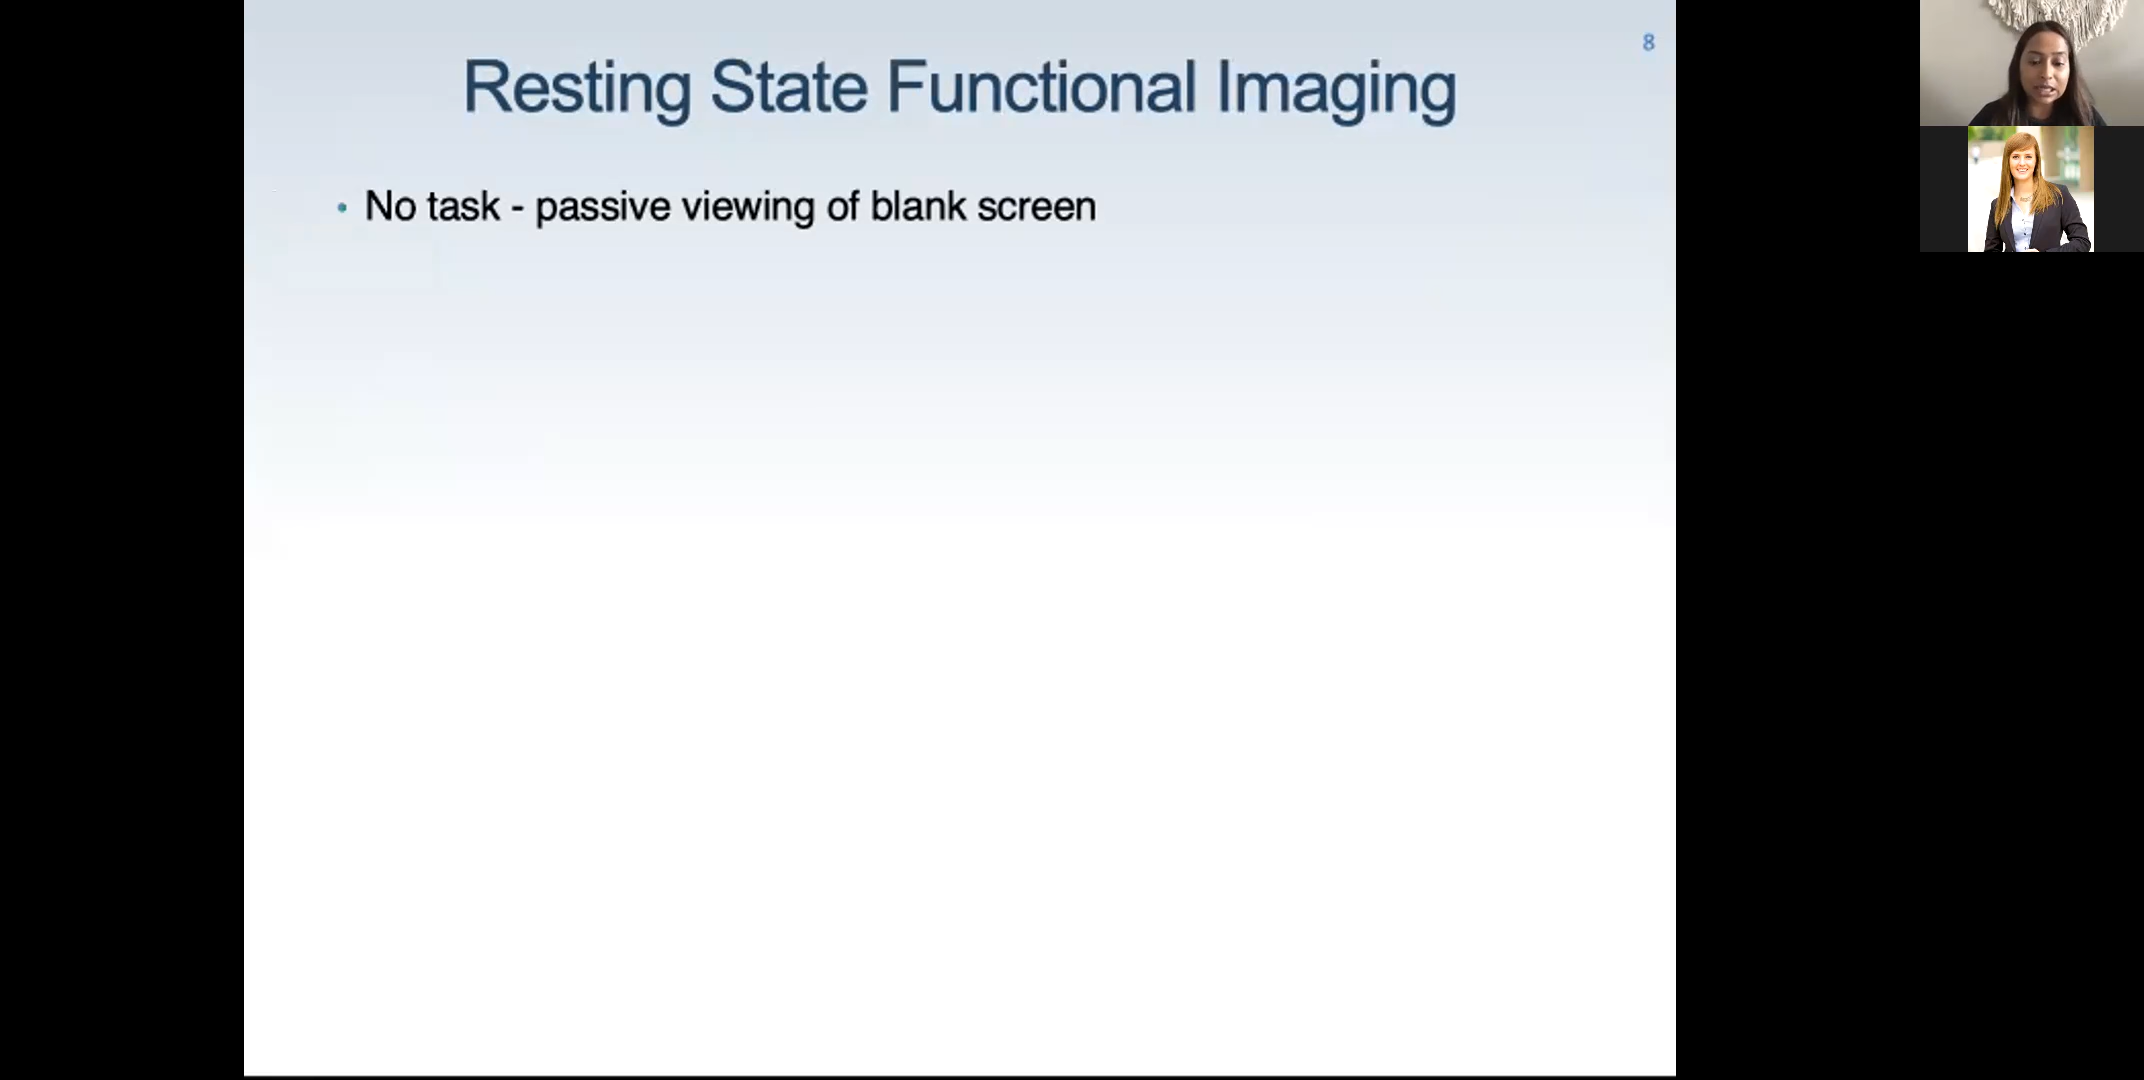 8
Resting State Functional Imaging
• No task - passive viewing of blank screen